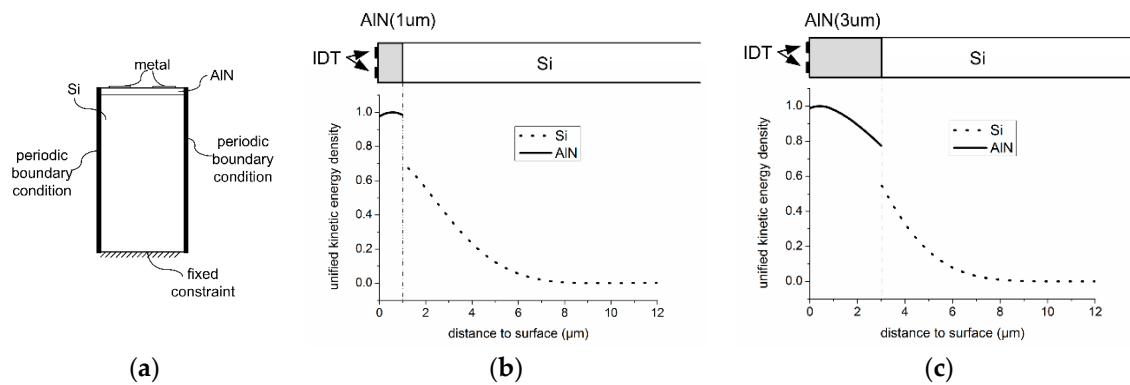 metal
Si
AlN
periodic
boundary
condition
periodic
boundary
condition
fixed
constraint
(a)
AlN(1um)
IDT
Si
unified kinetic energy density
1.0
0.8
0.6
0.4
0.2
0.0
Si
AlN
0 2 4 6 8 10 12
distance to surface (μm)
(b)
AlN(3um)
IDT
Si
unified kinetic energy density
1.0
0.8
0.6
0.4
0.2
0.0
Si
AlN
0 2 4 6 8 10 12
distance to surface (μm)
(c)